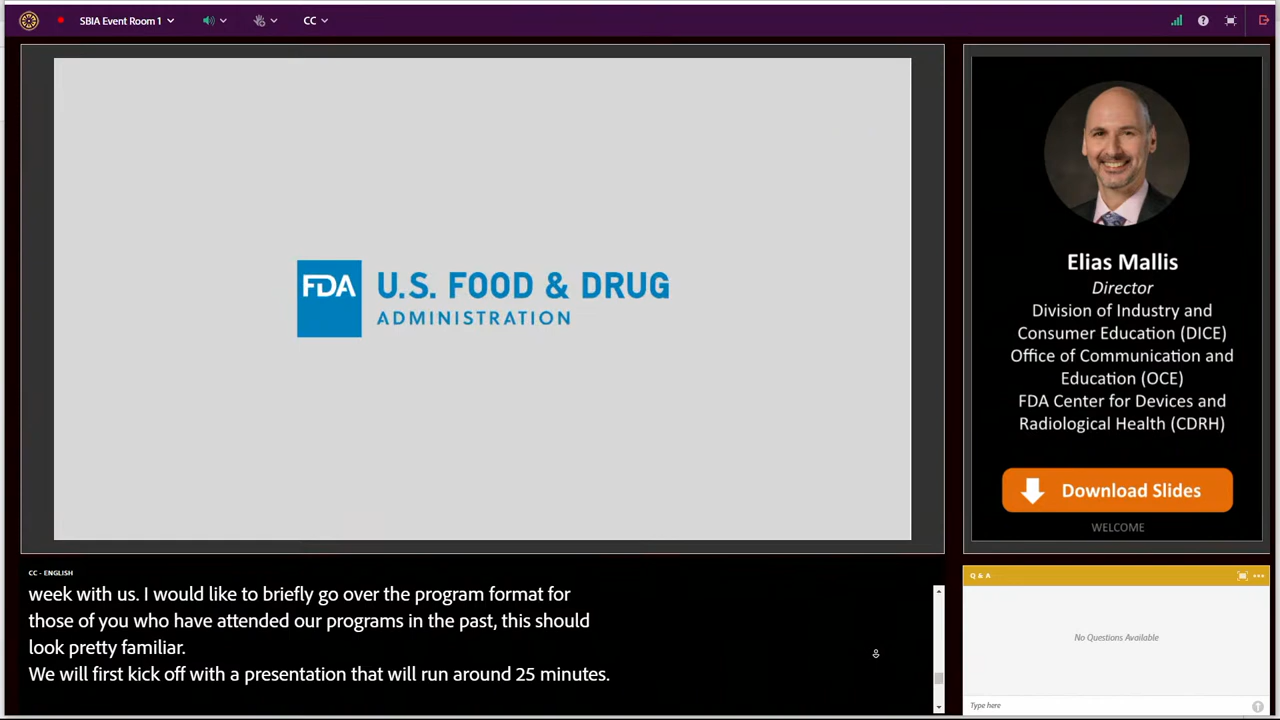 SBIA Event Room 1
CC
FDA
U.S. FOOD & DRUG
ADMINISTRATION
Elias Mallis
Director
Division of Industry and
Consumer Education (DICE)
Office of Communication and
Education (OCE)
FDA Center for Devices and
Radiological Health (CDRH)
Download Slides
WELCOME
CC - ENGLISH
week with us. I would like to briefly go over the program format for
those of you who have attended our programs in the past, this should
look pretty familiar.
We will first kick off with a presentation that will run around 25 minutes.
Q & A
No Questions Available
Type here